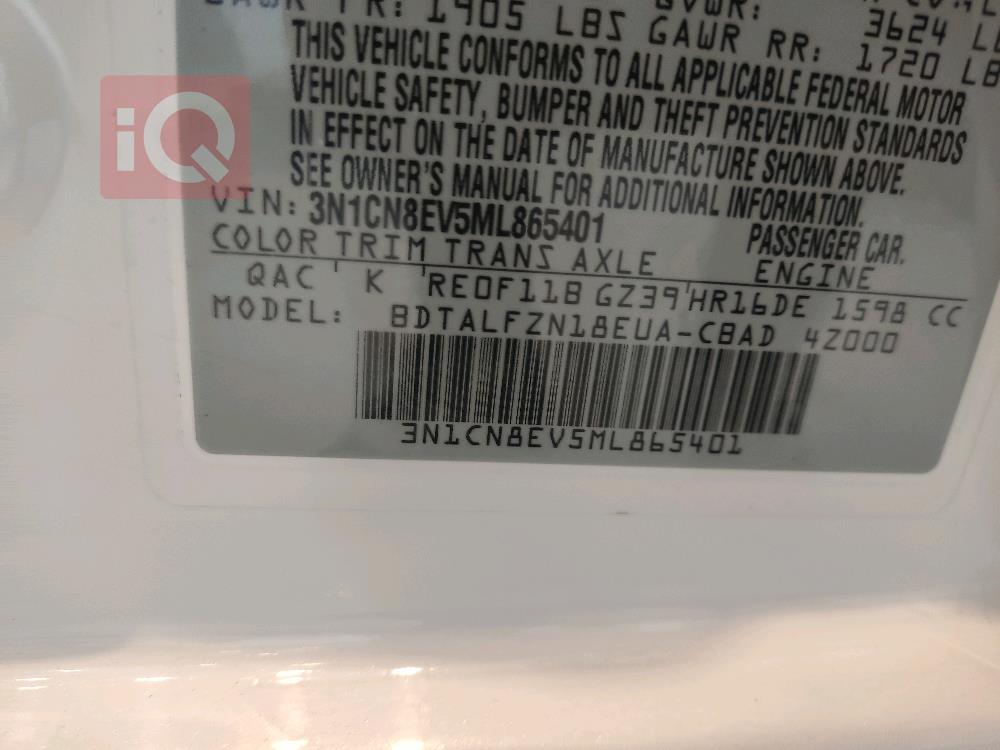 FR: 1905 LBS GVWR: 3624
GAWR RR: 1720 LB
THIS VEHICLE CONFORMS TO ALL APPLICABLE FEDERAL MOTOR
VEHICLE SAFETY, BUMPER AND THEFT PREVENTION STANDARDS
IN EFFECT ON THE DATE OF MANUFACTURE SHOWN ABOVE.
SEE OWNER'S MANUAL FOR ADDITIONAL INFORMATION.
iQ
VIN: 3N1CN8EV5ML865401 PASSENGER CAR.
COLOR TRIM TRANS AXLE ENGINE
QAC ' K ' RE0F11B GZ39 ' HR16DE 1598 CC
MODEL: BDTALFZN18EUA-CBAD 4Z000
3N1CN8EV5ML865401